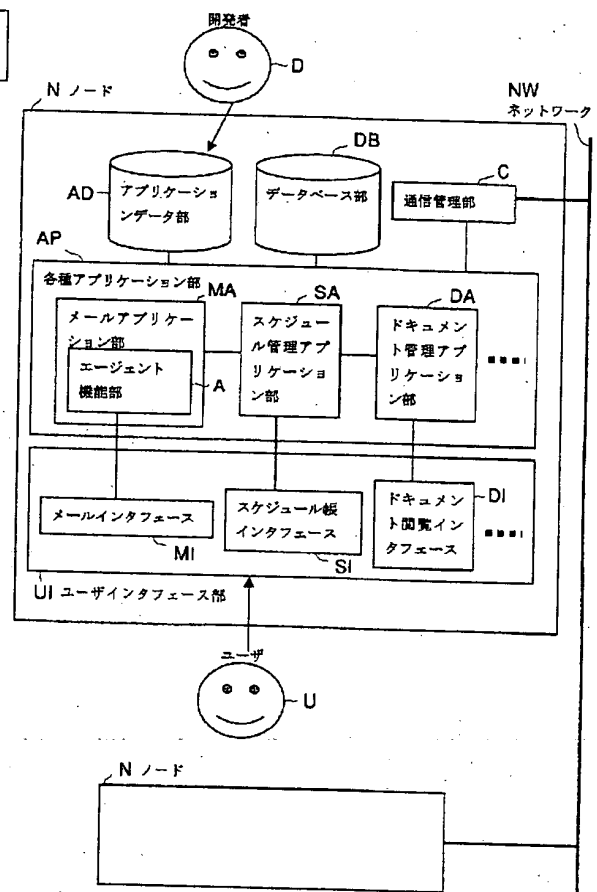 開発者
D
N ノード
NW
ネットワーク
DB
AD
アプリケーショ
ンデータ部
データベース部
C
通信管理部
AP
各種アプリケーション部
MA
メールアプリケー
ション部
エージェント
機能部
A
SA
スケジュー
ル管理アプ
リケーショ
ン部
DA
ドキュメン
ト管理アプ
リケーショ
ン部
メールインタフェース
MI
スケジュール帳
インタフェース
SI
ドキュメン
ト閲覧イン
タフェース
DI
UI ユーザインタフェース部
ユーザ
U
N ノード